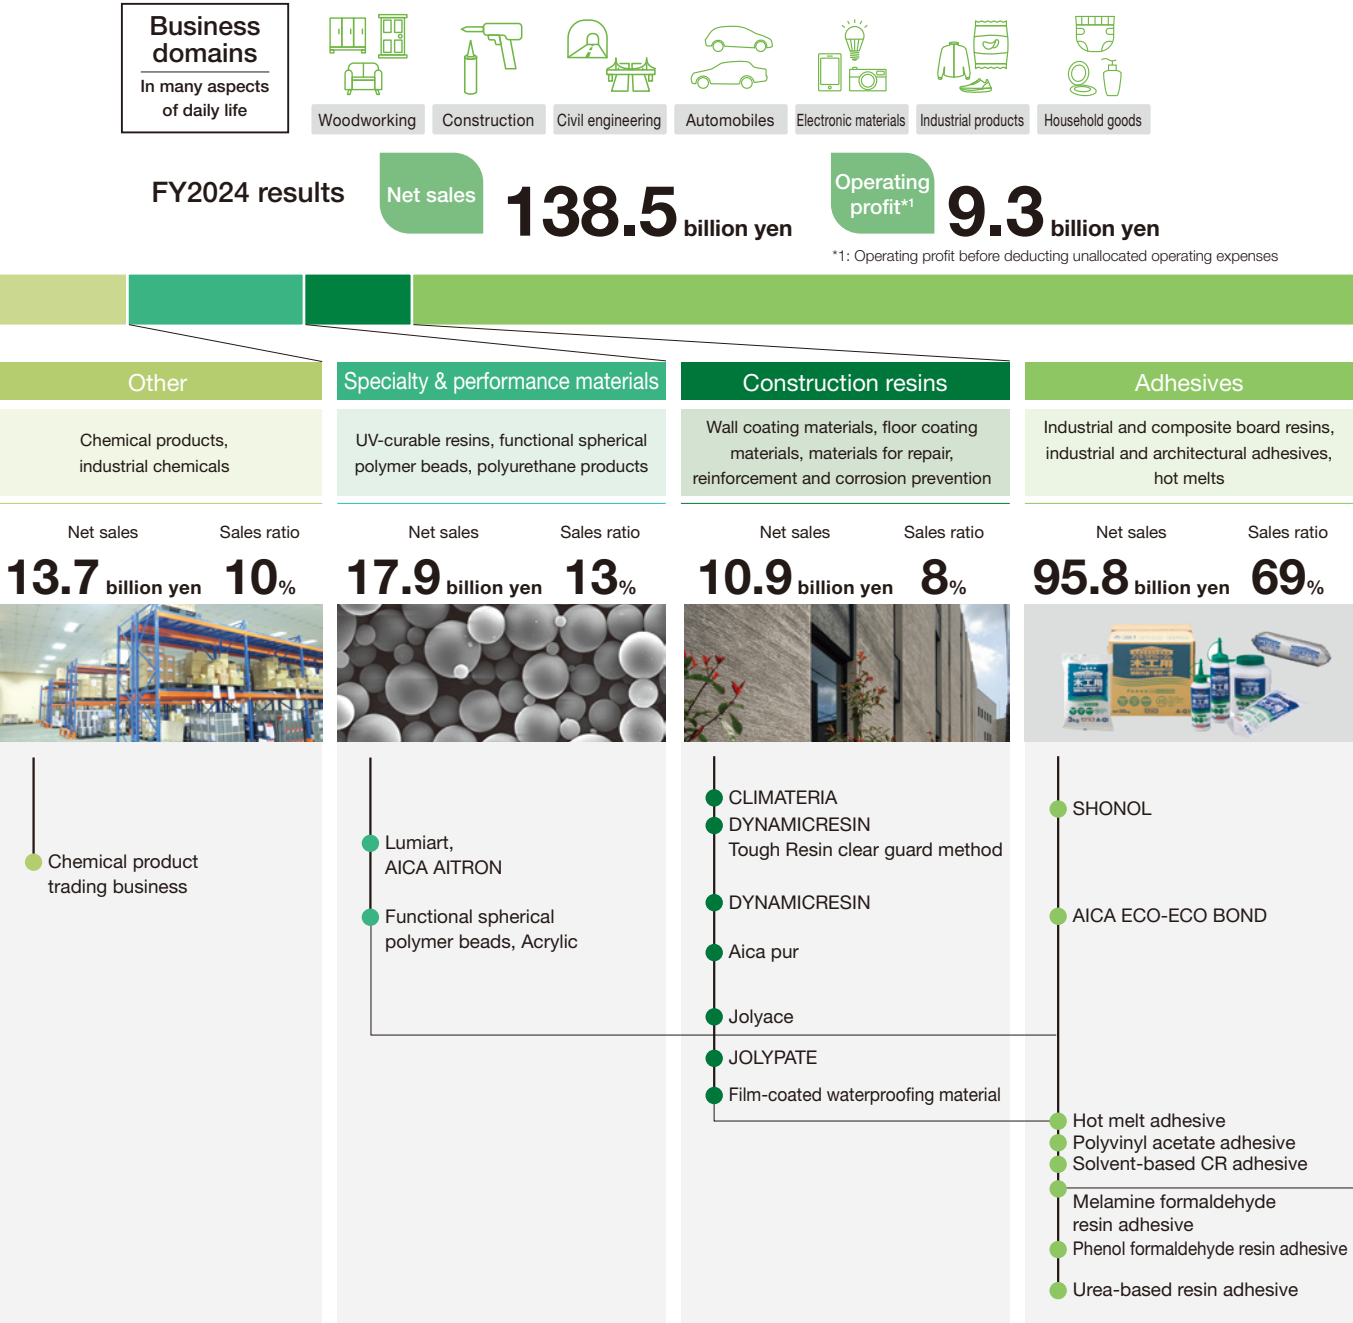 Business
domains
In many aspects
of daily life
Woodworking
Construction
Civil engineering
Automobiles
Electronic materials
Industrial products
Household goods
FY2024 results
Net sales
138.5 billion yen
Operating
profit*1
9.3 billion yen
*1: Operating profit before deducting unallocated operating expenses
Other
Chemical products,
industrial chemicals
Net sales
Sales ratio
13.7 billion yen
10%
Chemical product
trading business
Specialty & performance materials
UV-curable resins, functional spherical
polymer beads, polyurethane products
Net sales
Sales ratio
17.9 billion yen
13%
Lumiart,
AICA AITRON
Functional spherical
polymer beads, Acrylic
Construction resins
Wall coating materials, floor coating
materials, materials for repair,
reinforcement and corrosion prevention
Net sales
Sales ratio
10.9 billion yen
8%
CLIMATERIA
DYNAMICRESIN
Tough Resin clear guard method
DYNAMICRESIN
Aica pur
Jolyace
JOLYPATE
Film-coated waterproofing material
Adhesives
Industrial and composite board resins,
industrial and architectural adhesives,
hot melts
Net sales
Sales ratio
95.8 billion yen
69%
木工用
木工用
3kg
SHONOL
AICA ECO-ECO BOND
Hot melt adhesive
Polyvinyl acetate adhesive
Solvent-based CR adhesive
Melamine formaldehyde
resin adhesive
Phenol formaldehyde resin adhesive
Urea-based resin adhesive